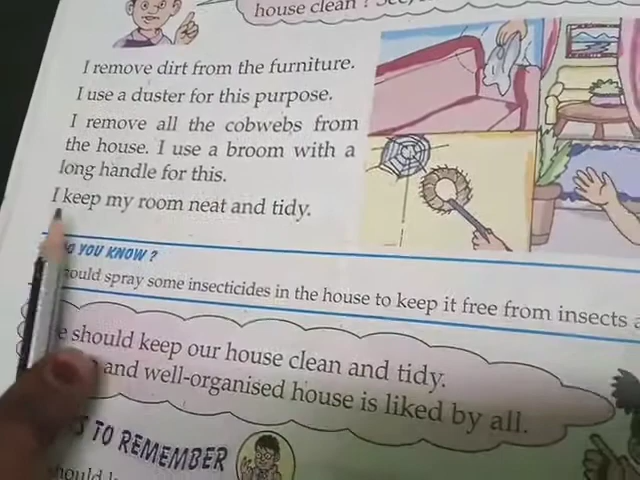 house clean ?
I remove dirt from the furniture.
I use a duster for this purpose.
I remove all the cobwebs from
the house. I use a broom with a
long handle for this.
I keep my room neat and tidy.
YOU KNOW ?
should spray some insecticides in the house to keep it free from insects
should keep our house clean and tidy.
and well-organised house is liked by all.
TO REMEMBER
should